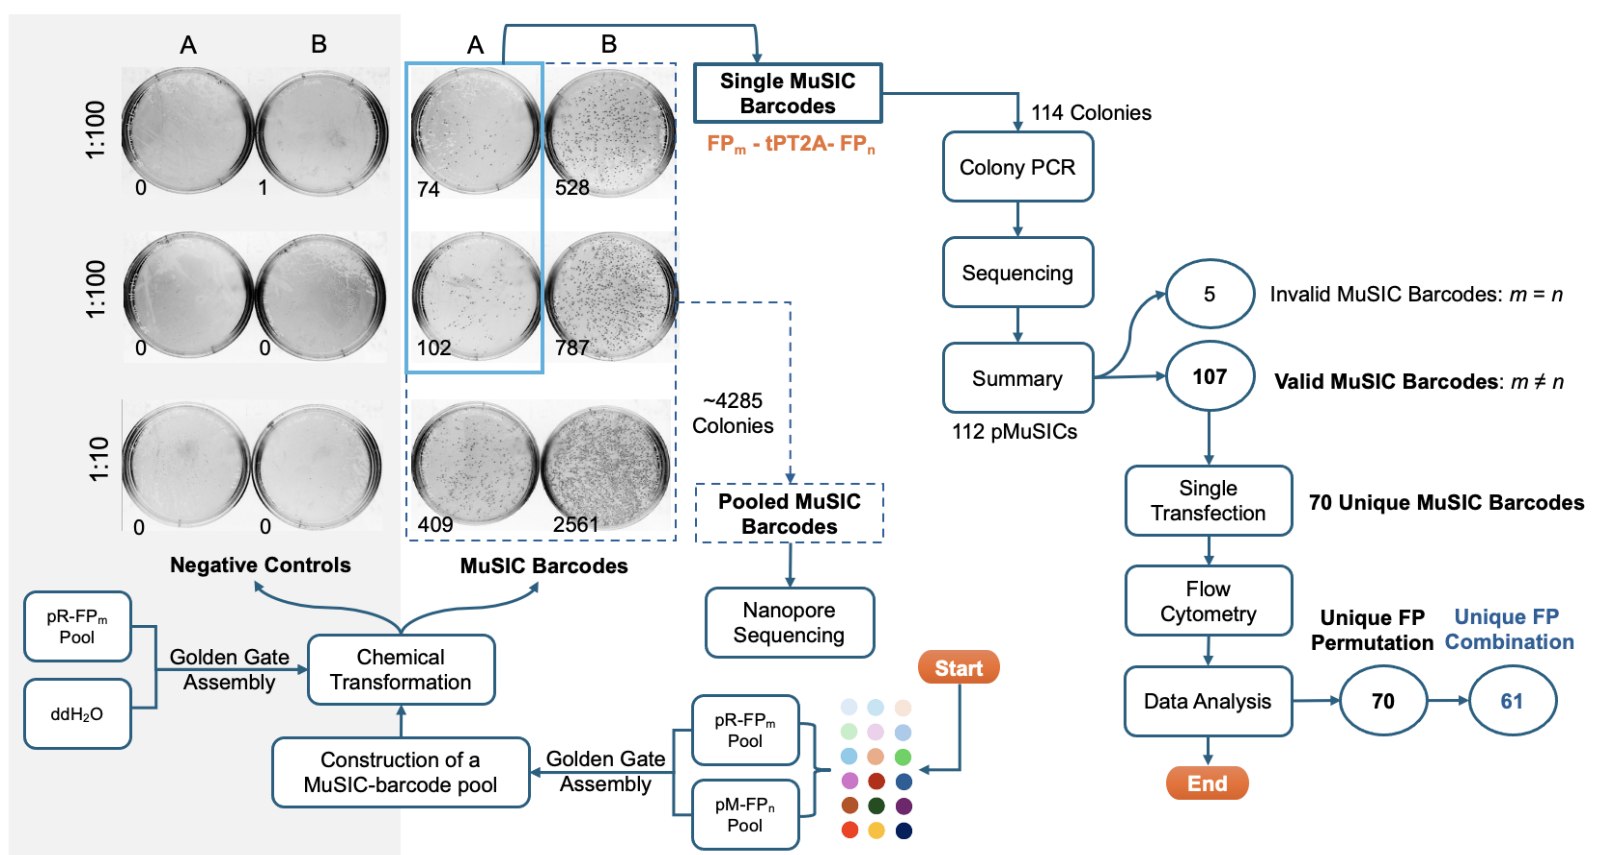 A
B
A
B
1:100
0
1
74
528
1:100
0
0
102
787
1:10
0
0
409
2561
Negative Controls
MuSIC Barcodes
Single MuSIC
Barcodes
FPm - tPT2A- FPn
114 Colonies
Colony PCR
Sequencing
Summary
112 pMuSICs
5
Invalid MuSIC Barcodes: m = n
107
Valid MuSIC Barcodes: m ≠ n
~4285
Colonies
Pooled MuSIC
Barcodes
Nanopore
Sequencing
Single
Transfection
70 Unique MuSIC Barcodes
Flow
Cytometry
Unique FP
Permutation
Unique FP
Combination
Data Analysis
70
61
End
pR-FPm
Pool
ddH2O
Golden Gate
Assembly
Chemical
Transformation
Construction of a
MuSIC-barcode pool
Golden Gate
Assembly
pR-FPm
Pool
pM-FPn
Pool
Start